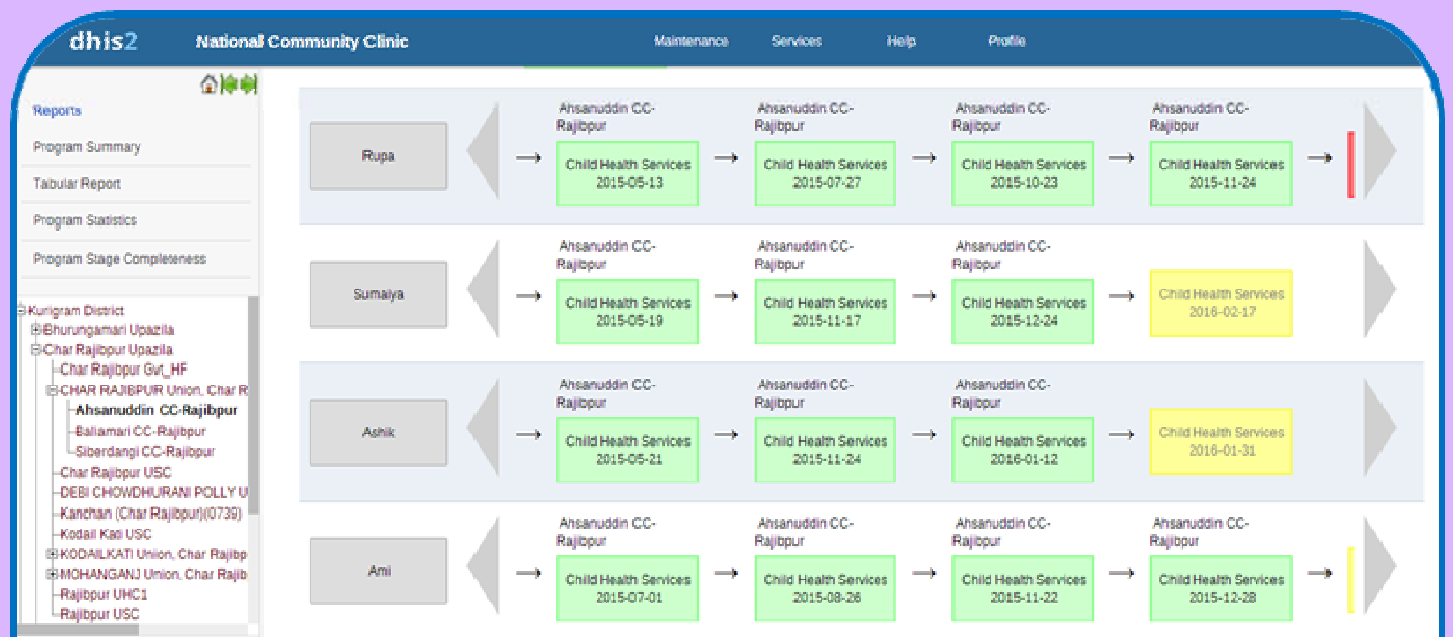 dhis2 National Community Clinic Maintenance Services Help Profile
Reports
Program Summary
Tabular Report
Program Statistics
Program Stage Completeness
Kurigram District
Bhurungamari Upazila
Char Rajibpur Upazila
Char Rajibpur Gut_HF
CHAR RAJIBPUR Union, Char R
Ahsanuddin CC-Rajibpur
Baliamari CC-Rajibpur
Siberdangi CC-Rajibpur
Char Rajibpur USC
DEBI CHOWDHURANI POLLY U
Kanchan (Char Rajibpur)(0739)
Kodail Kati USC
KODAILKATI Union, Char Rajibp
MOHANGANJ Union, Char Rajib
Rajibpur UHC1
Rajibpur USC
Rupa
Ahsanuddin CC-
Rajibpur
Child Health Services
2015-05-13
Ahsanuddin CC-
Rajibpur
Child Health Services
2015-07-27
Ahsanuddin CC-
Rajibpur
Child Health Services
2015-10-23
Ahsanuddin CC-
Rajibpur
Child Health Services
2015-11-24
Sumaiya
Ahsanuddin CC-
Rajibpur
Child Health Services
2015-05-19
Ahsanuddin CC-
Rajibpur
Child Health Services
2015-11-17
Ahsanuddin CC-
Rajibpur
Child Health Services
2015-12-24
Child Health Services
2016-02-17
Ashik
Ahsanuddin CC-
Rajibpur
Child Health Services
2015-05-21
Ahsanuddin CC-
Rajibpur
Child Health Services
2015-11-24
Ahsanuddin CC-
Rajibpur
Child Health Services
2016-01-12
Child Health Services
2016-01-31
Ami
Ahsanuddin CC-
Rajibpur
Child Health Services
2015-07-01
Ahsanuddin CC-
Rajibpur
Child Health Services
2015-08-26
Ahsanuddin CC-
Rajibpur
Child Health Services
2015-11-22
Ahsanuddin CC-
Rajibpur
Child Health Services
2015-12-28